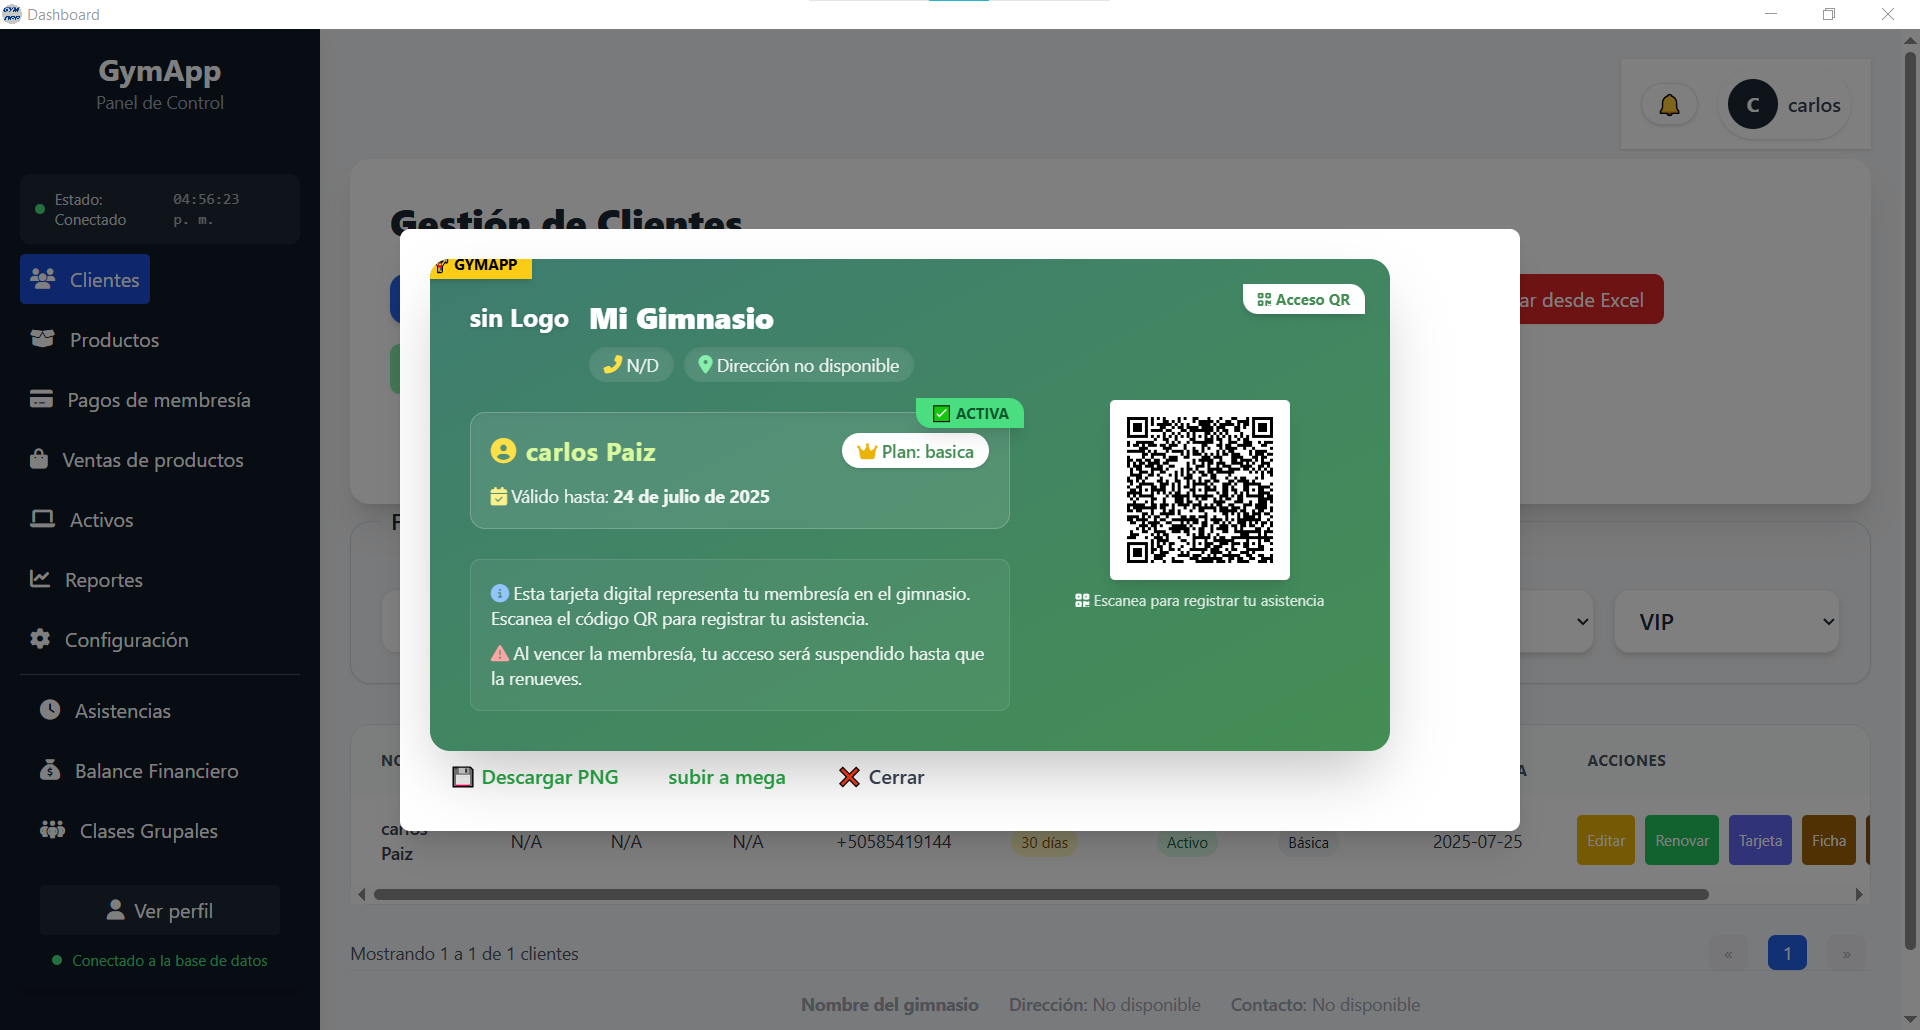 Dashboard
GymApp
Panel de Control
Estado: Conectado
04:56:23 p. m.
Clientes
Productos
Pagos de membresía
Ventas de productos
Activos
Reportes
Configuración
Asistencias
Balance Financiero
Clases Grupales
Ver perfil
Conectado a la base de datos
C carlos
Gestión de Clientes
ar desde Excel
GYMAPP
sin Logo
Mi Gimnasio
Acceso QR
N/D
Dirección no disponible
ACTIVA
carlos Paiz
Plan: basica
Válido hasta: 24 de julio de 2025
Esta tarjeta digital representa tu membresía en el gimnasio.
Escanea el código QR para registrar tu asistencia.
Al vencer la membresía, tu acceso será suspendido hasta que
la renueves.
Escanea para registrar tu asistencia
Descargar PNG
subir a mega
Cerrar
VIP
ACCIONES
carlos
Paiz
N/A
N/A
N/A
+50585419144
30 días
Activo
Básica
2025-07-25
Editar
Renovar
Tarjeta
Ficha
Mostrando 1 a 1 de 1 clientes
« 1 »
Nombre del gimnasio
Dirección: No disponible
Contacto: No disponible